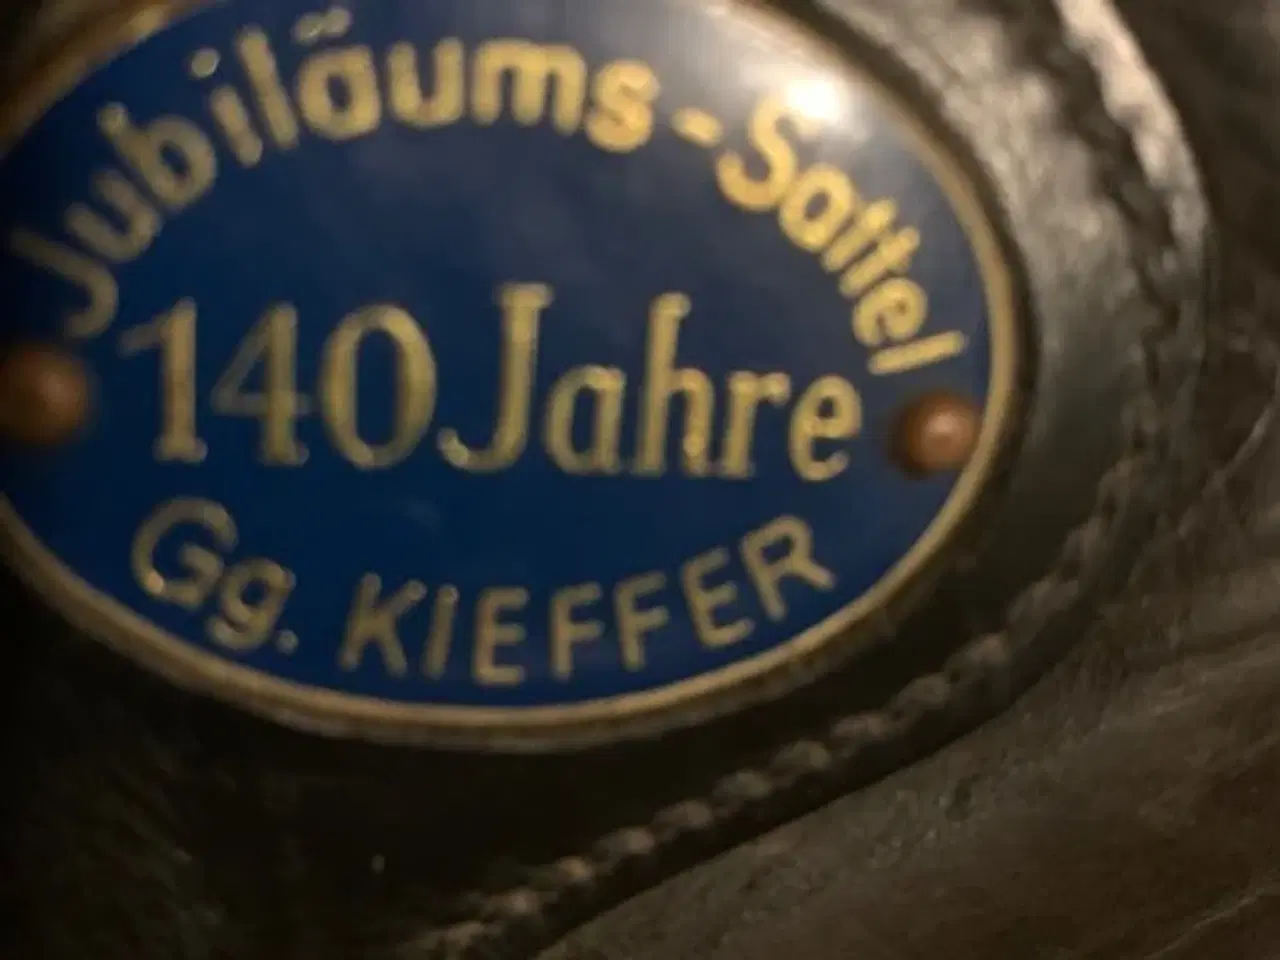 Jubiläums-Sattel
140 Jahre
Gg. KIEFFER